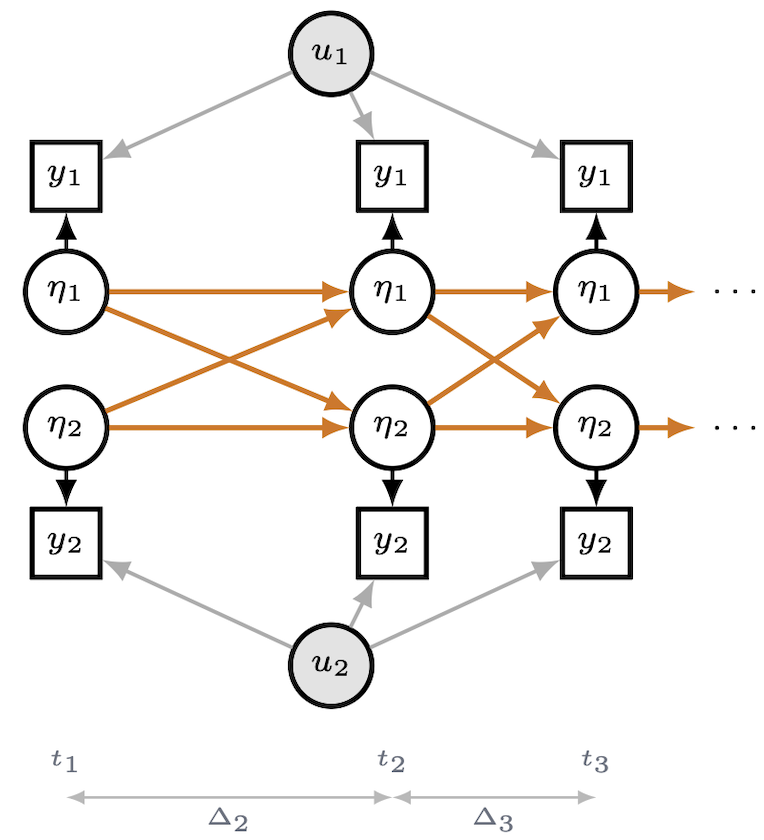 u₁
y₁ y₁ y₁
η₁ η₁ η₁ ···
η₂ η₂ η₂ ···
y₂ y₂ y₂
u₂
t₁ t₂ t₃
Δ₂ Δ₃